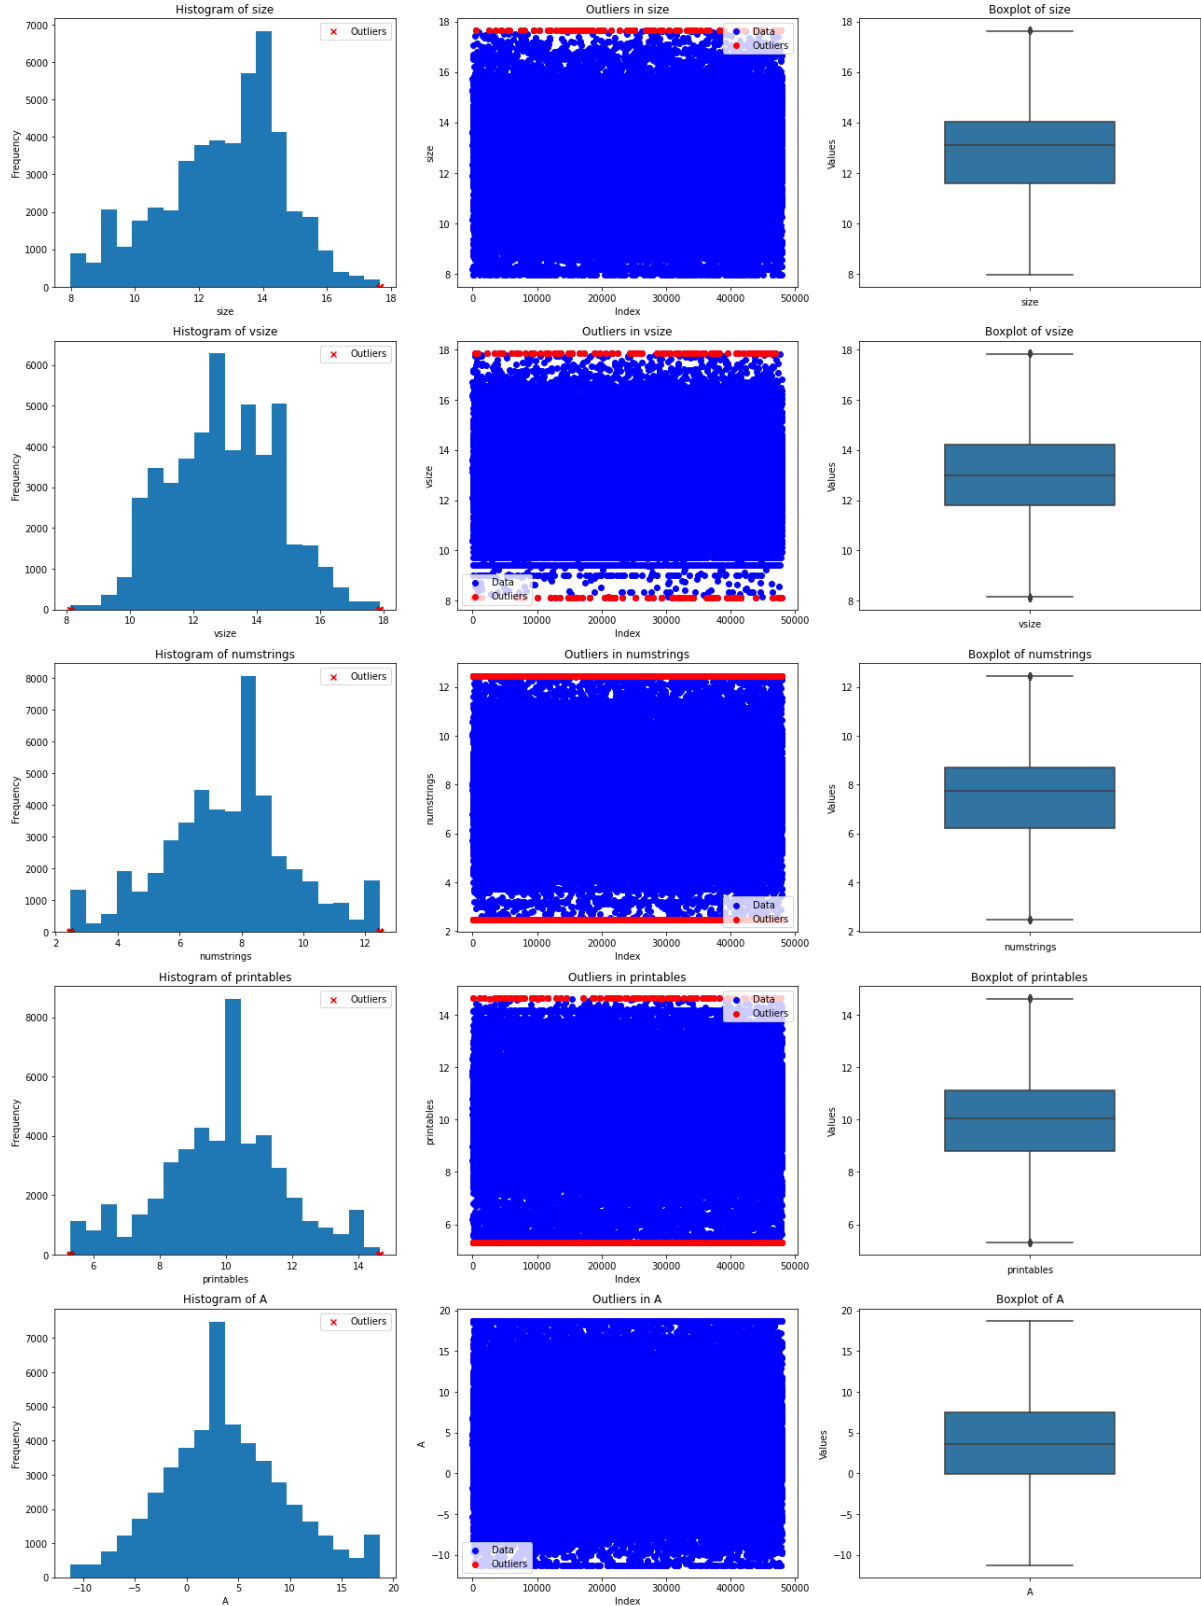 Histogram of size
7000
6000
5000
4000
3000
2000
1000
0
Frequency
8 10 12 14 16 18
size
Outliers
Outliers in size
18
16
14
12
10
8
size
0 10000 20000 30000 40000 50000
Index
Data
Outliers
Boxplot of size
18
16
14
12
10
8
Values
size
Histogram of vsize
6000
5000
4000
3000
2000
1000
0
Frequency
8 10 12 14 16 18
vsize
Outliers
Outliers in vsize
18
16
14
12
10
8
vsize
0 10000 20000 30000 40000 50000
Index
Data
Outliers
Boxplot of vsize
18
16
14
12
10
8
Values
vsize
Histogram of numstrings
8000
7000
6000
5000
4000
3000
2000
1000
0
Frequency
2 4 6 8 10 12
numstrings
Outliers
Outliers in numstrings
12
10
8
6
4
2
numstrings
0 10000 20000 30000 40000 50000
Index
Data
Outliers
Boxplot of numstrings
12
10
8
6
4
2
Values
numstrings
Histogram of printables
8000
6000
4000
2000
0
Frequency
6 8 10 12 14
printables
Outliers
Outliers in printables
14
12
10
8
6
printables
0 10000 20000 30000 40000 50000
Index
Data
Outliers
Boxplot of printables
14
12
10
8
6
Values
printables
Histogram of A
7000
6000
5000
4000
3000
2000
1000
0
Frequency
−10 −5 0 5 10 15 20
A
Outliers
Outliers in A
20
15
10
5
0
−5
−10
A
0 10000 20000 30000 40000 50000
Index
Data
Outliers
Boxplot of A
20
15
10
5
0
−5
−10
Values
A